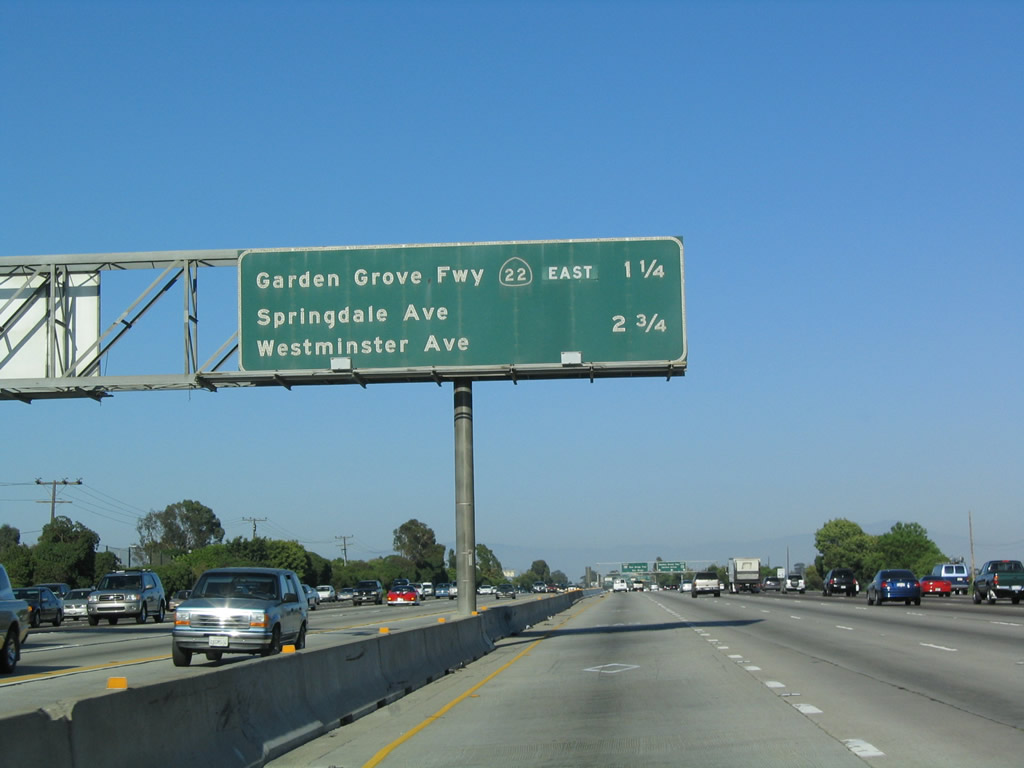 Garden Grove Fwy 22 EAST 1 1/4
Springdale Ave
Westminster Ave 2 3/4